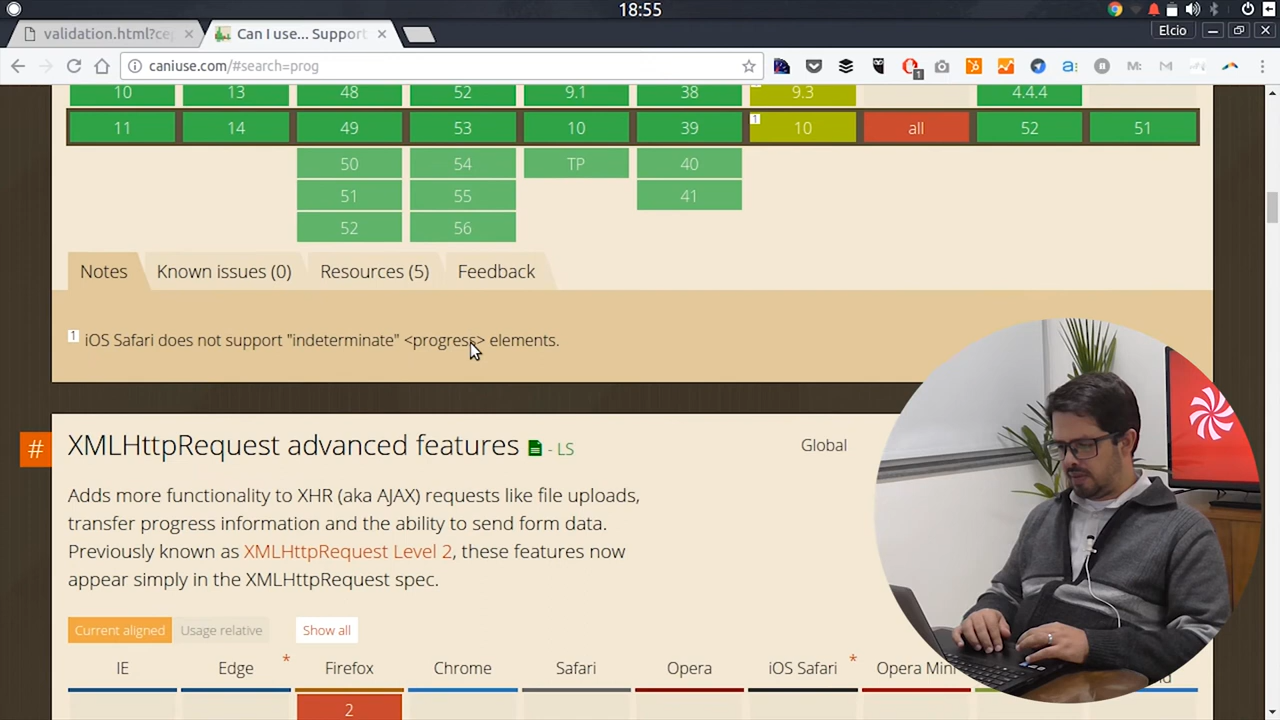 18:55
validation.html?ce
Can I use... Support
Elcio
caniuse.com/#search=prog
1
10 13 48 52 9.1 38 9.3 4.4.4
11 14 49 53 10 39 1 10 all 52 51
50 54 TP 40
51 55 41
52 56
Notes Known issues (0) Resources (5) Feedback
1 iOS Safari does not support "indeterminate" <progress> elements.
# XMLHttpRequest advanced features - LS Global
Adds more functionality to XHR (aka AJAX) requests like file uploads,
transfer progress information and the ability to send form data.
Previously known as XMLHttpRequest Level 2, these features now
appear simply in the XMLHttpRequest spec.
Current aligned Usage relative Show all
IE Edge * Firefox Chrome Safari Opera iOS Safari * Opera Mini
2